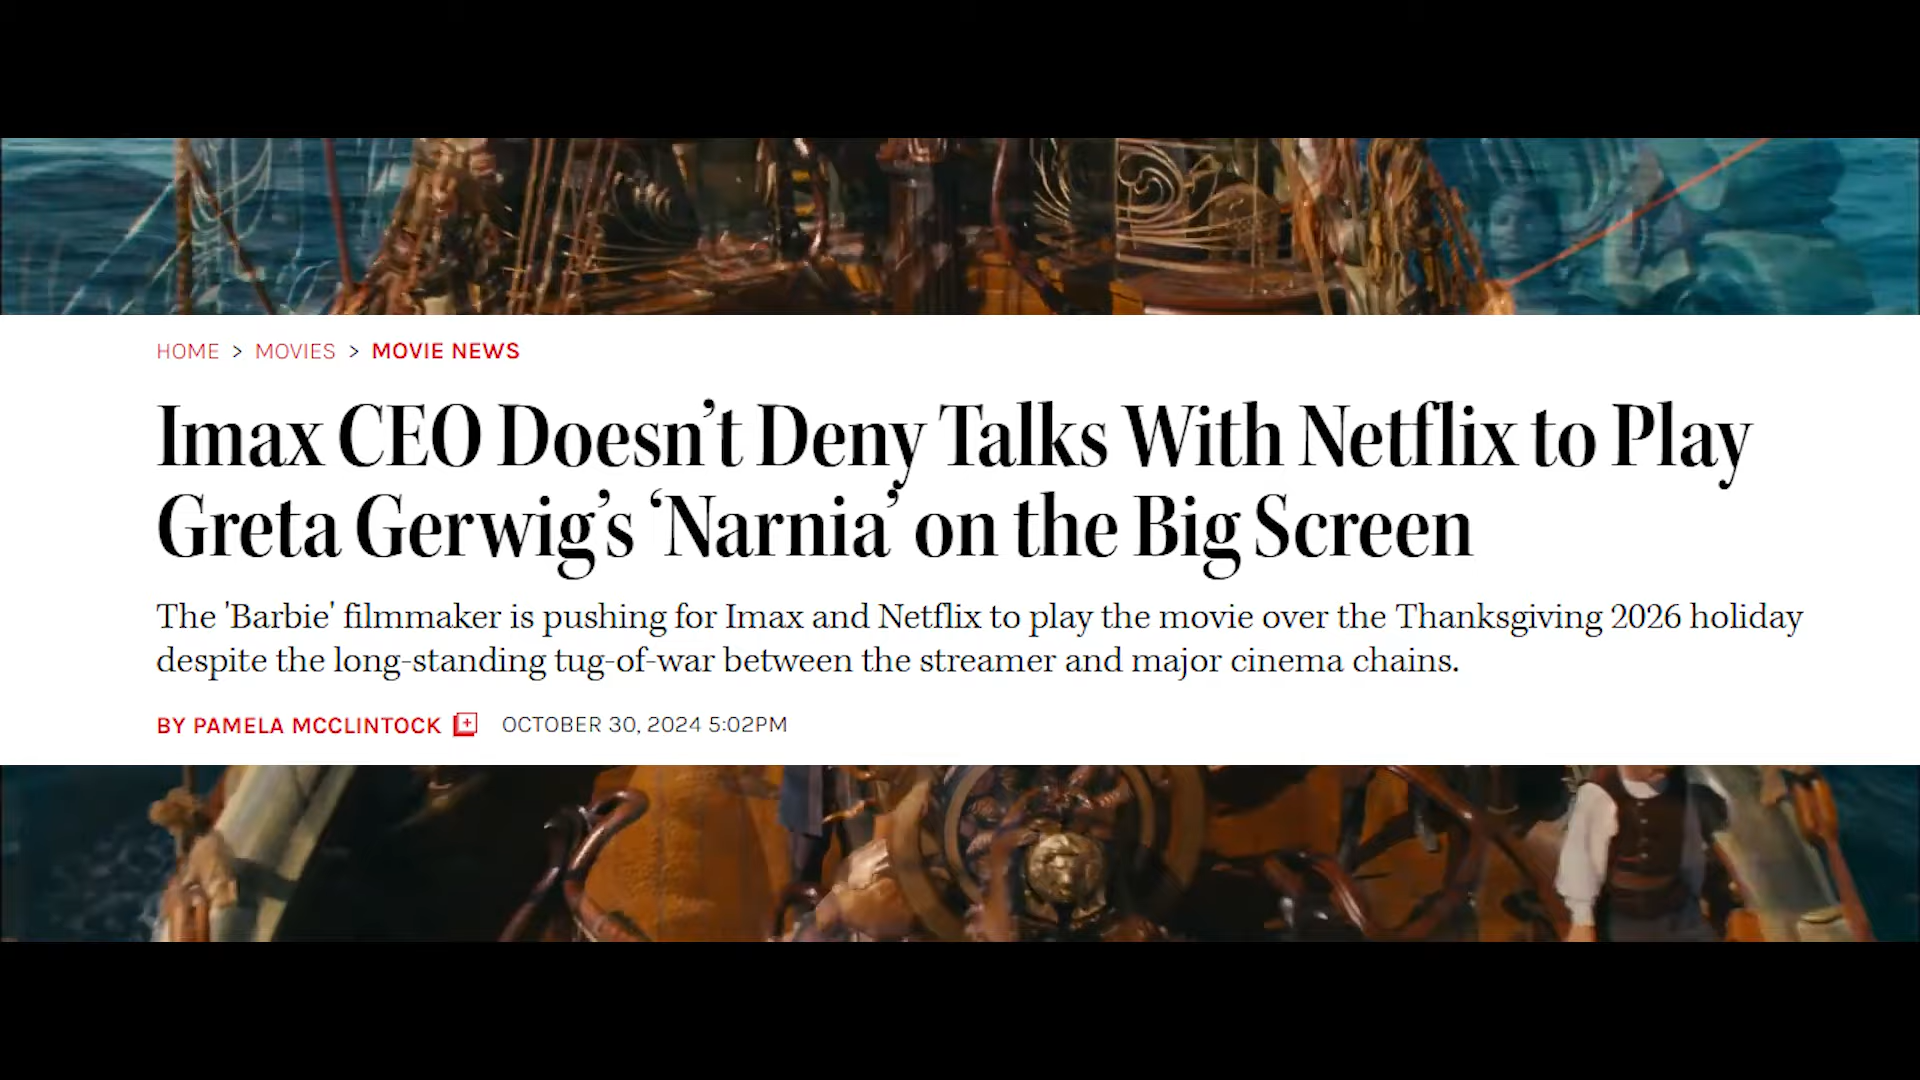 HOME > MOVIES > MOVIE NEWS
Imax CEO Doesn’t Deny Talks With Netflix to Play
Greta Gerwig’s ‘Narnia’ on the Big Screen
The 'Barbie' filmmaker is pushing for Imax and Netflix to play the movie over the Thanksgiving 2026 holiday
despite the long-standing tug-of-war between the streamer and major cinema chains.
BY PAMELA MCCLINTOCK OCTOBER 30, 2024 5:02PM